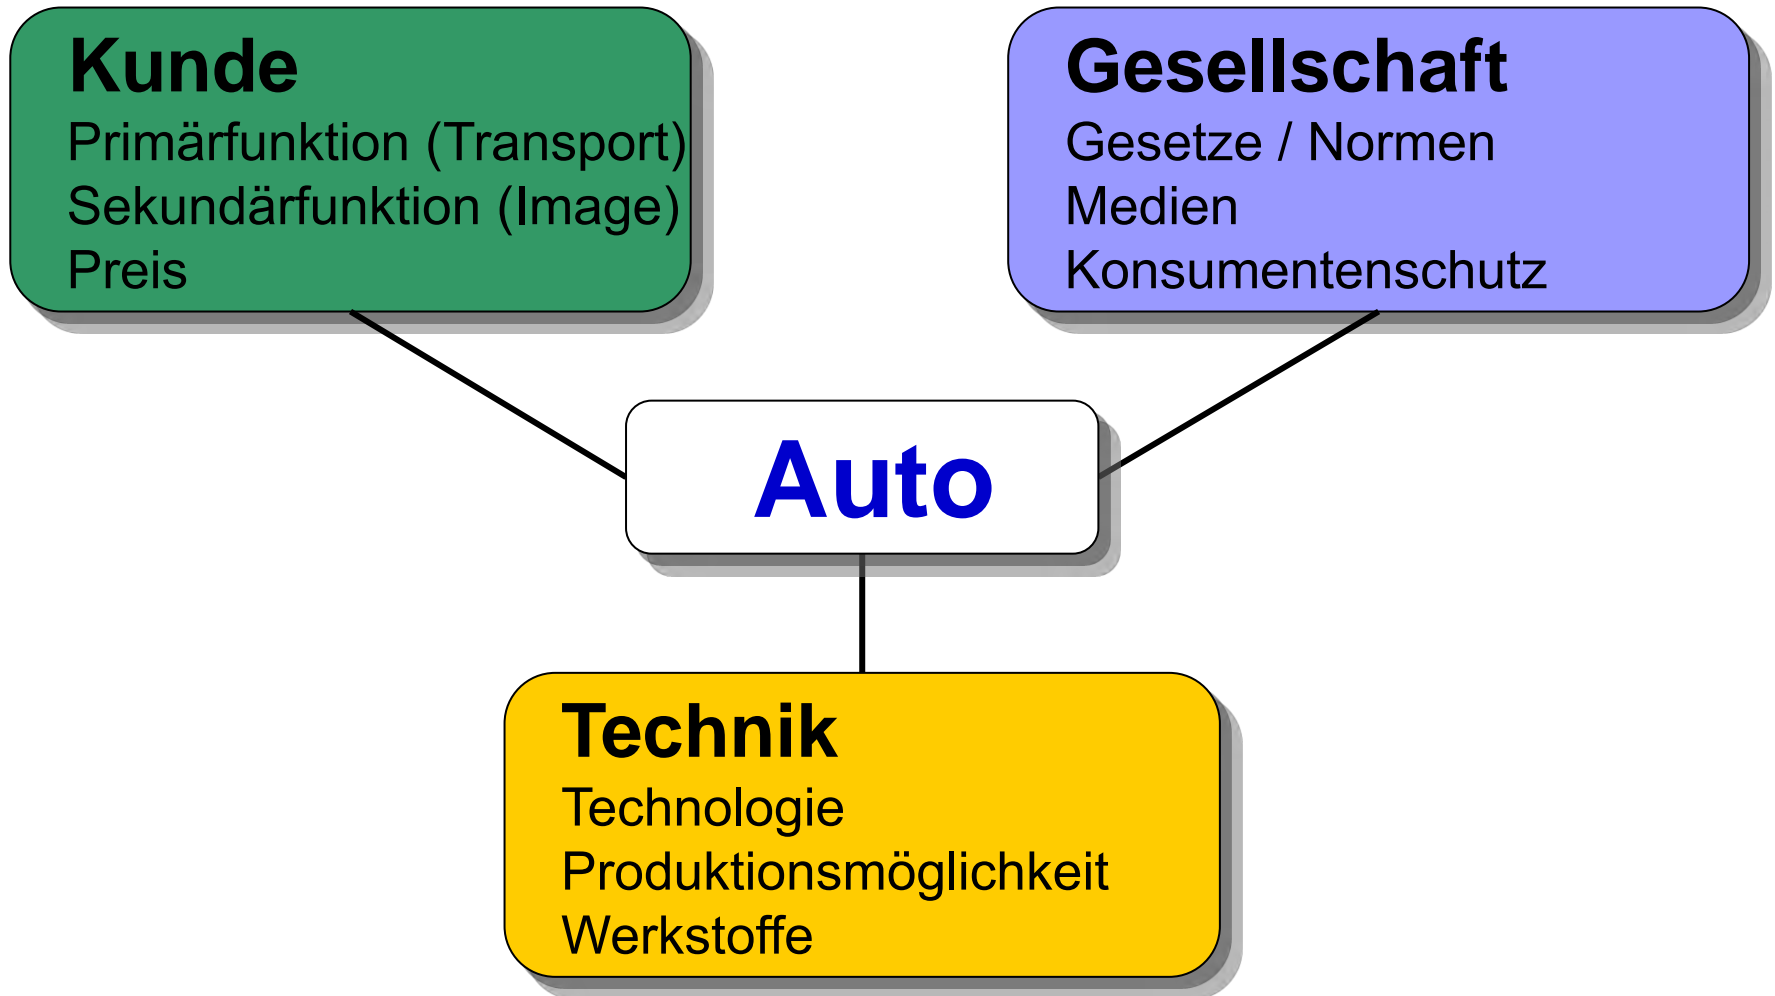 Kunde
Primärfunktion (Transport)
Sekundärfunktion (Image)
Preis
Gesellschaft
Gesetze / Normen
Medien
Konsumentenschutz
Auto
Technik
Technologie
Produktionsmöglichkeit
Werkstoffe